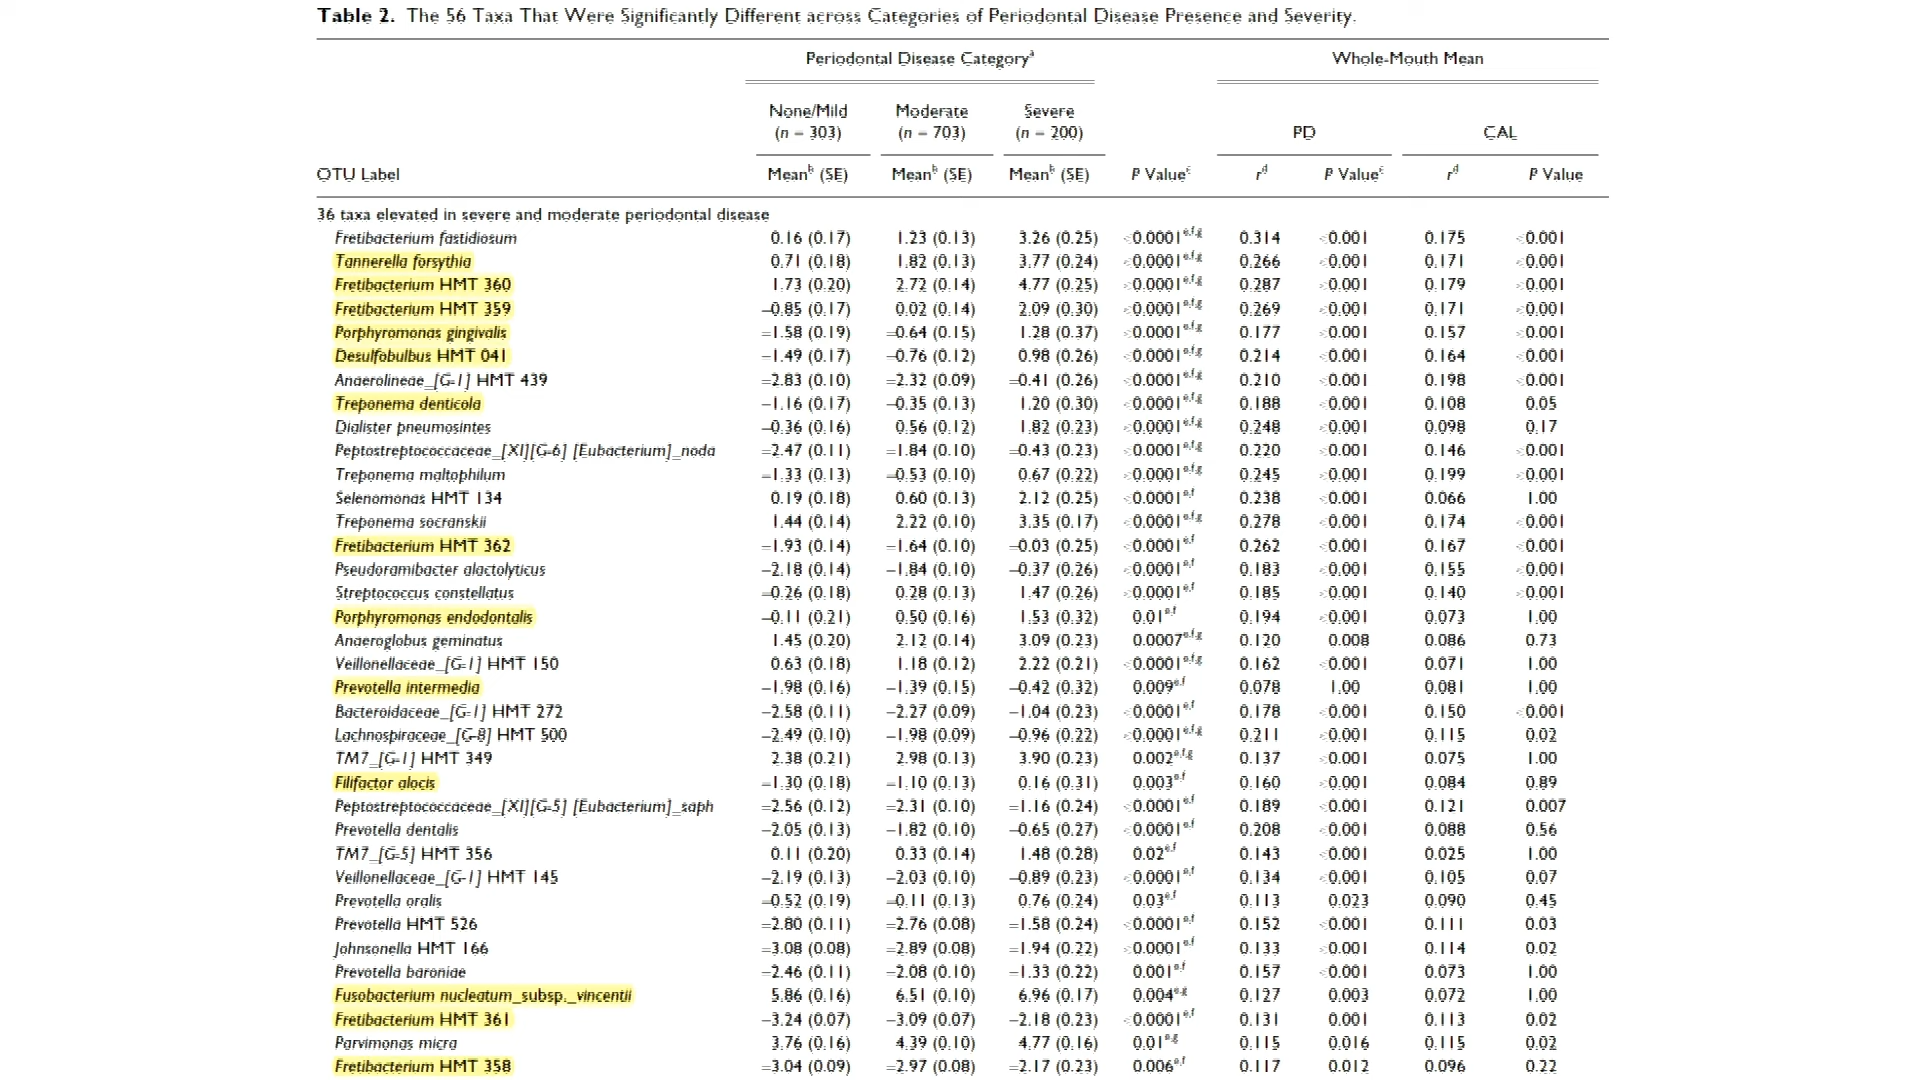 Table 2. The 56 Taxa That Were Significantly Different across Categories of Periodontal Disease Presence and Severity.
Periodontal Disease Category^a Whole-Mouth Mean
None/Mild Moderate Severe
(n = 303) (n = 703) (n = 200) PD CAL
OTU Label Mean^b (SE) Mean^b (SE) Mean^b (SE) P Value^c r^d P Value^c r^d P Value
36 taxa elevated in severe and moderate periodontal disease
Fretibacterium fastidiosum 0.16 (0.17) 1.23 (0.13) 3.26 (0.25) <0.0001^e,f,g 0.314 <0.001 0.175 <0.001
Tannerella forsythia 0.71 (0.18) 1.82 (0.13) 3.77 (0.24) <0.0001^e,f,g 0.266 <0.001 0.171 <0.001
Fretibacterium HMT 360 1.73 (0.20) 2.72 (0.14) 4.77 (0.25) <0.0001^e,f,g 0.287 <0.001 0.179 <0.001
Fretibacterium HMT 359 −0.85 (0.17) 0.02 (0.14) 2.09 (0.30) <0.0001^e,f,g 0.269 <0.001 0.171 <0.001
Porphyromonas gingivalis −1.58 (0.19) −0.64 (0.15) 1.28 (0.37) <0.0001^e,f,g 0.177 <0.001 0.157 <0.001
Desulfobulbus HMT 041 −1.49 (0.17) −0.76 (0.12) 0.98 (0.26) <0.0001^e,f,g 0.214 <0.001 0.164 <0.001
Anaerolineae_[G-1] HMT 439 −2.83 (0.10) −2.32 (0.09) −0.41 (0.26) <0.0001^e,f,g 0.210 <0.001 0.198 <0.001
Treponema denticola −1.16 (0.17) −0.35 (0.13) 1.20 (0.30) <0.0001^e,f,g 0.188 <0.001 0.108 0.05
Dialister pneumosintes −0.36 (0.16) 0.56 (0.12) 1.82 (0.23) <0.0001^e,f,g 0.248 <0.001 0.098 0.17
Peptostreptococcaceae_[XI][G-6] [Eubacterium]_noda −2.47 (0.11) −1.84 (0.10) −0.43 (0.23) <0.0001^e,f,g 0.220 <0.001 0.146 <0.001
Treponema maltophilum −1.33 (0.13) −0.53 (0.10) 0.67 (0.22) <0.0001^e,f,g 0.245 <0.001 0.199 <0.001
Selenomonas HMT 134 0.19 (0.18) 0.60 (0.13) 2.12 (0.25) <0.0001^e,f 0.238 <0.001 0.066 1.00
Treponema socranskii 1.44 (0.14) 2.22 (0.10) 3.35 (0.17) <0.0001^e,f,g 0.278 <0.001 0.174 <0.001
Fretibacterium HMT 362 −1.93 (0.14) −1.64 (0.10) −0.03 (0.25) <0.0001^e,f 0.262 <0.001 0.167 <0.001
Pseudoramibacter alactolyticus −2.18 (0.14) −1.84 (0.10) −0.37 (0.26) <0.0001^e,f 0.183 <0.001 0.155 <0.001
Streptococcus constellatus −0.26 (0.18) 0.28 (0.13) 1.47 (0.26) <0.0001^e,f 0.185 <0.001 0.140 <0.001
Porphyromonas endodontalis −0.11 (0.21) 0.50 (0.16) 1.53 (0.32) 0.01^e,f 0.194 <0.001 0.073 1.00
Anaeroglobus geminatus 1.45 (0.20) 2.12 (0.14) 3.09 (0.23) 0.0007^e,f,g 0.120 0.008 0.086 0.73
Veillonellaceae_[G-1] HMT 150 0.63 (0.18) 1.18 (0.12) 2.22 (0.21) <0.0001^e,f,g 0.162 <0.001 0.071 1.00
Prevotella intermedia −1.98 (0.16) −1.39 (0.15) −0.42 (0.32) 0.009^e,f 0.078 1.00 0.081 1.00
Bacteroidaceae_[G-1] HMT 272 −2.58 (0.11) −2.27 (0.09) −1.04 (0.23) <0.0001^e,f 0.178 <0.001 0.150 <0.001
Lachnospiraceae_[G-8] HMT 500 −2.49 (0.10) −1.98 (0.09) −0.96 (0.22) <0.0001^e,f,g 0.211 <0.001 0.115 0.02
TM7_[G-1] HMT 349 2.38 (0.21) 2.98 (0.13) 3.90 (0.23) 0.002^e,f,g 0.137 <0.001 0.075 1.00
Filifactor alocis −1.30 (0.18) −1.10 (0.13) 0.16 (0.31) 0.003^e,f 0.160 <0.001 0.084 0.89
Peptostreptococcaceae_[XI][G-5] [Eubacterium]_saph −2.56 (0.12) −2.31 (0.10) −1.16 (0.24) <0.0001^e,f 0.189 <0.001 0.121 0.007
Prevotella dentalis −2.05 (0.13) −1.82 (0.10) −0.65 (0.27) <0.0001^e,f 0.208 <0.001 0.088 0.56
TM7_[G-5] HMT 356 0.11 (0.20) 0.33 (0.14) 1.48 (0.28) 0.02^e,f 0.143 <0.001 0.025 1.00
Veillonellaceae_[G-1] HMT 145 −2.19 (0.13) −2.03 (0.10) −0.89 (0.23) <0.0001^e,f 0.134 <0.001 0.105 0.07
Prevotella oralis −0.52 (0.19) −0.11 (0.13) 0.76 (0.24) 0.03^e,f 0.113 0.023 0.090 0.45
Prevotella HMT 526 −2.80 (0.11) −2.76 (0.08) −1.58 (0.24) <0.0001^e,f 0.152 <0.001 0.111 0.03
Johnsonella HMT 166 −3.08 (0.08) −2.89 (0.08) −1.94 (0.22) <0.0001^e,f 0.133 <0.001 0.114 0.02
Prevotella baroniae −2.46 (0.11) −2.08 (0.10) −1.33 (0.22) 0.001^e,f 0.157 <0.001 0.073 1.00
Fusobacterium nucleatum_subsp._vincentii 5.86 (0.16) 6.51 (0.10) 6.96 (0.17) 0.004^e,g 0.127 0.003 0.072 1.00
Fretibacterium HMT 361 −3.24 (0.07) −3.09 (0.07) −2.18 (0.23) <0.0001^e,f 0.131 0.001 0.113 0.02
Parvimonas micra 3.76 (0.16) 4.39 (0.10) 4.77 (0.16) 0.01^e,g 0.115 0.016 0.115 0.02
Fretibacterium HMT 358 −3.04 (0.09) −2.97 (0.08) −2.17 (0.23) 0.006^e,f 0.117 0.012 0.096 0.22